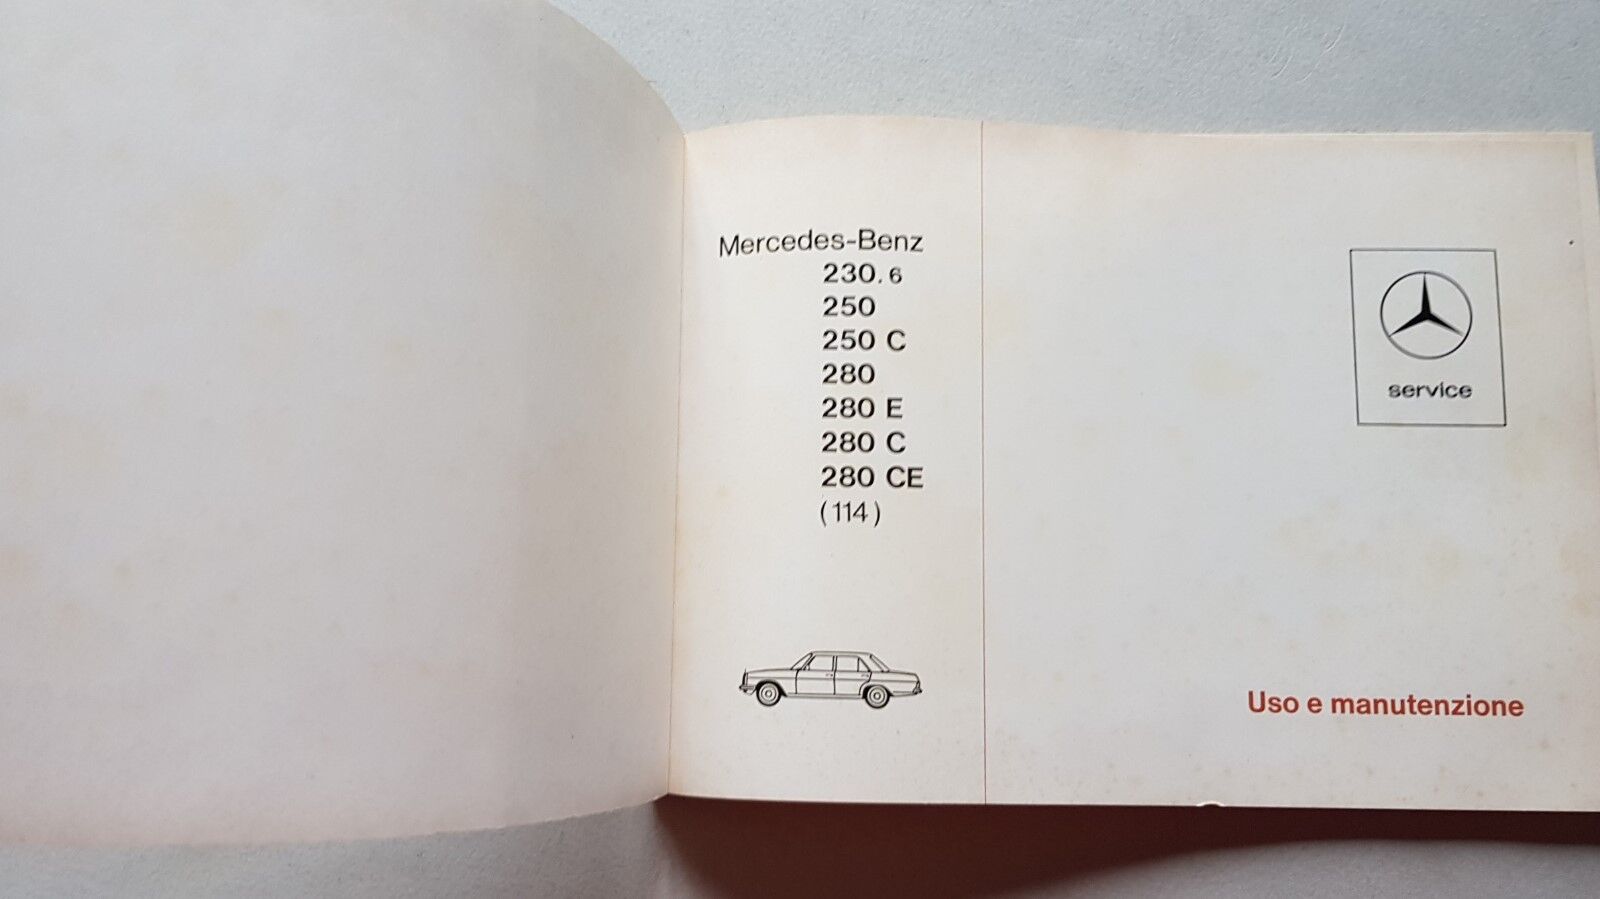 Mercedes-Benz
230.6
250
250 C
280
280 E
280 C
280 CE
(114)
service
Uso e manutenzione